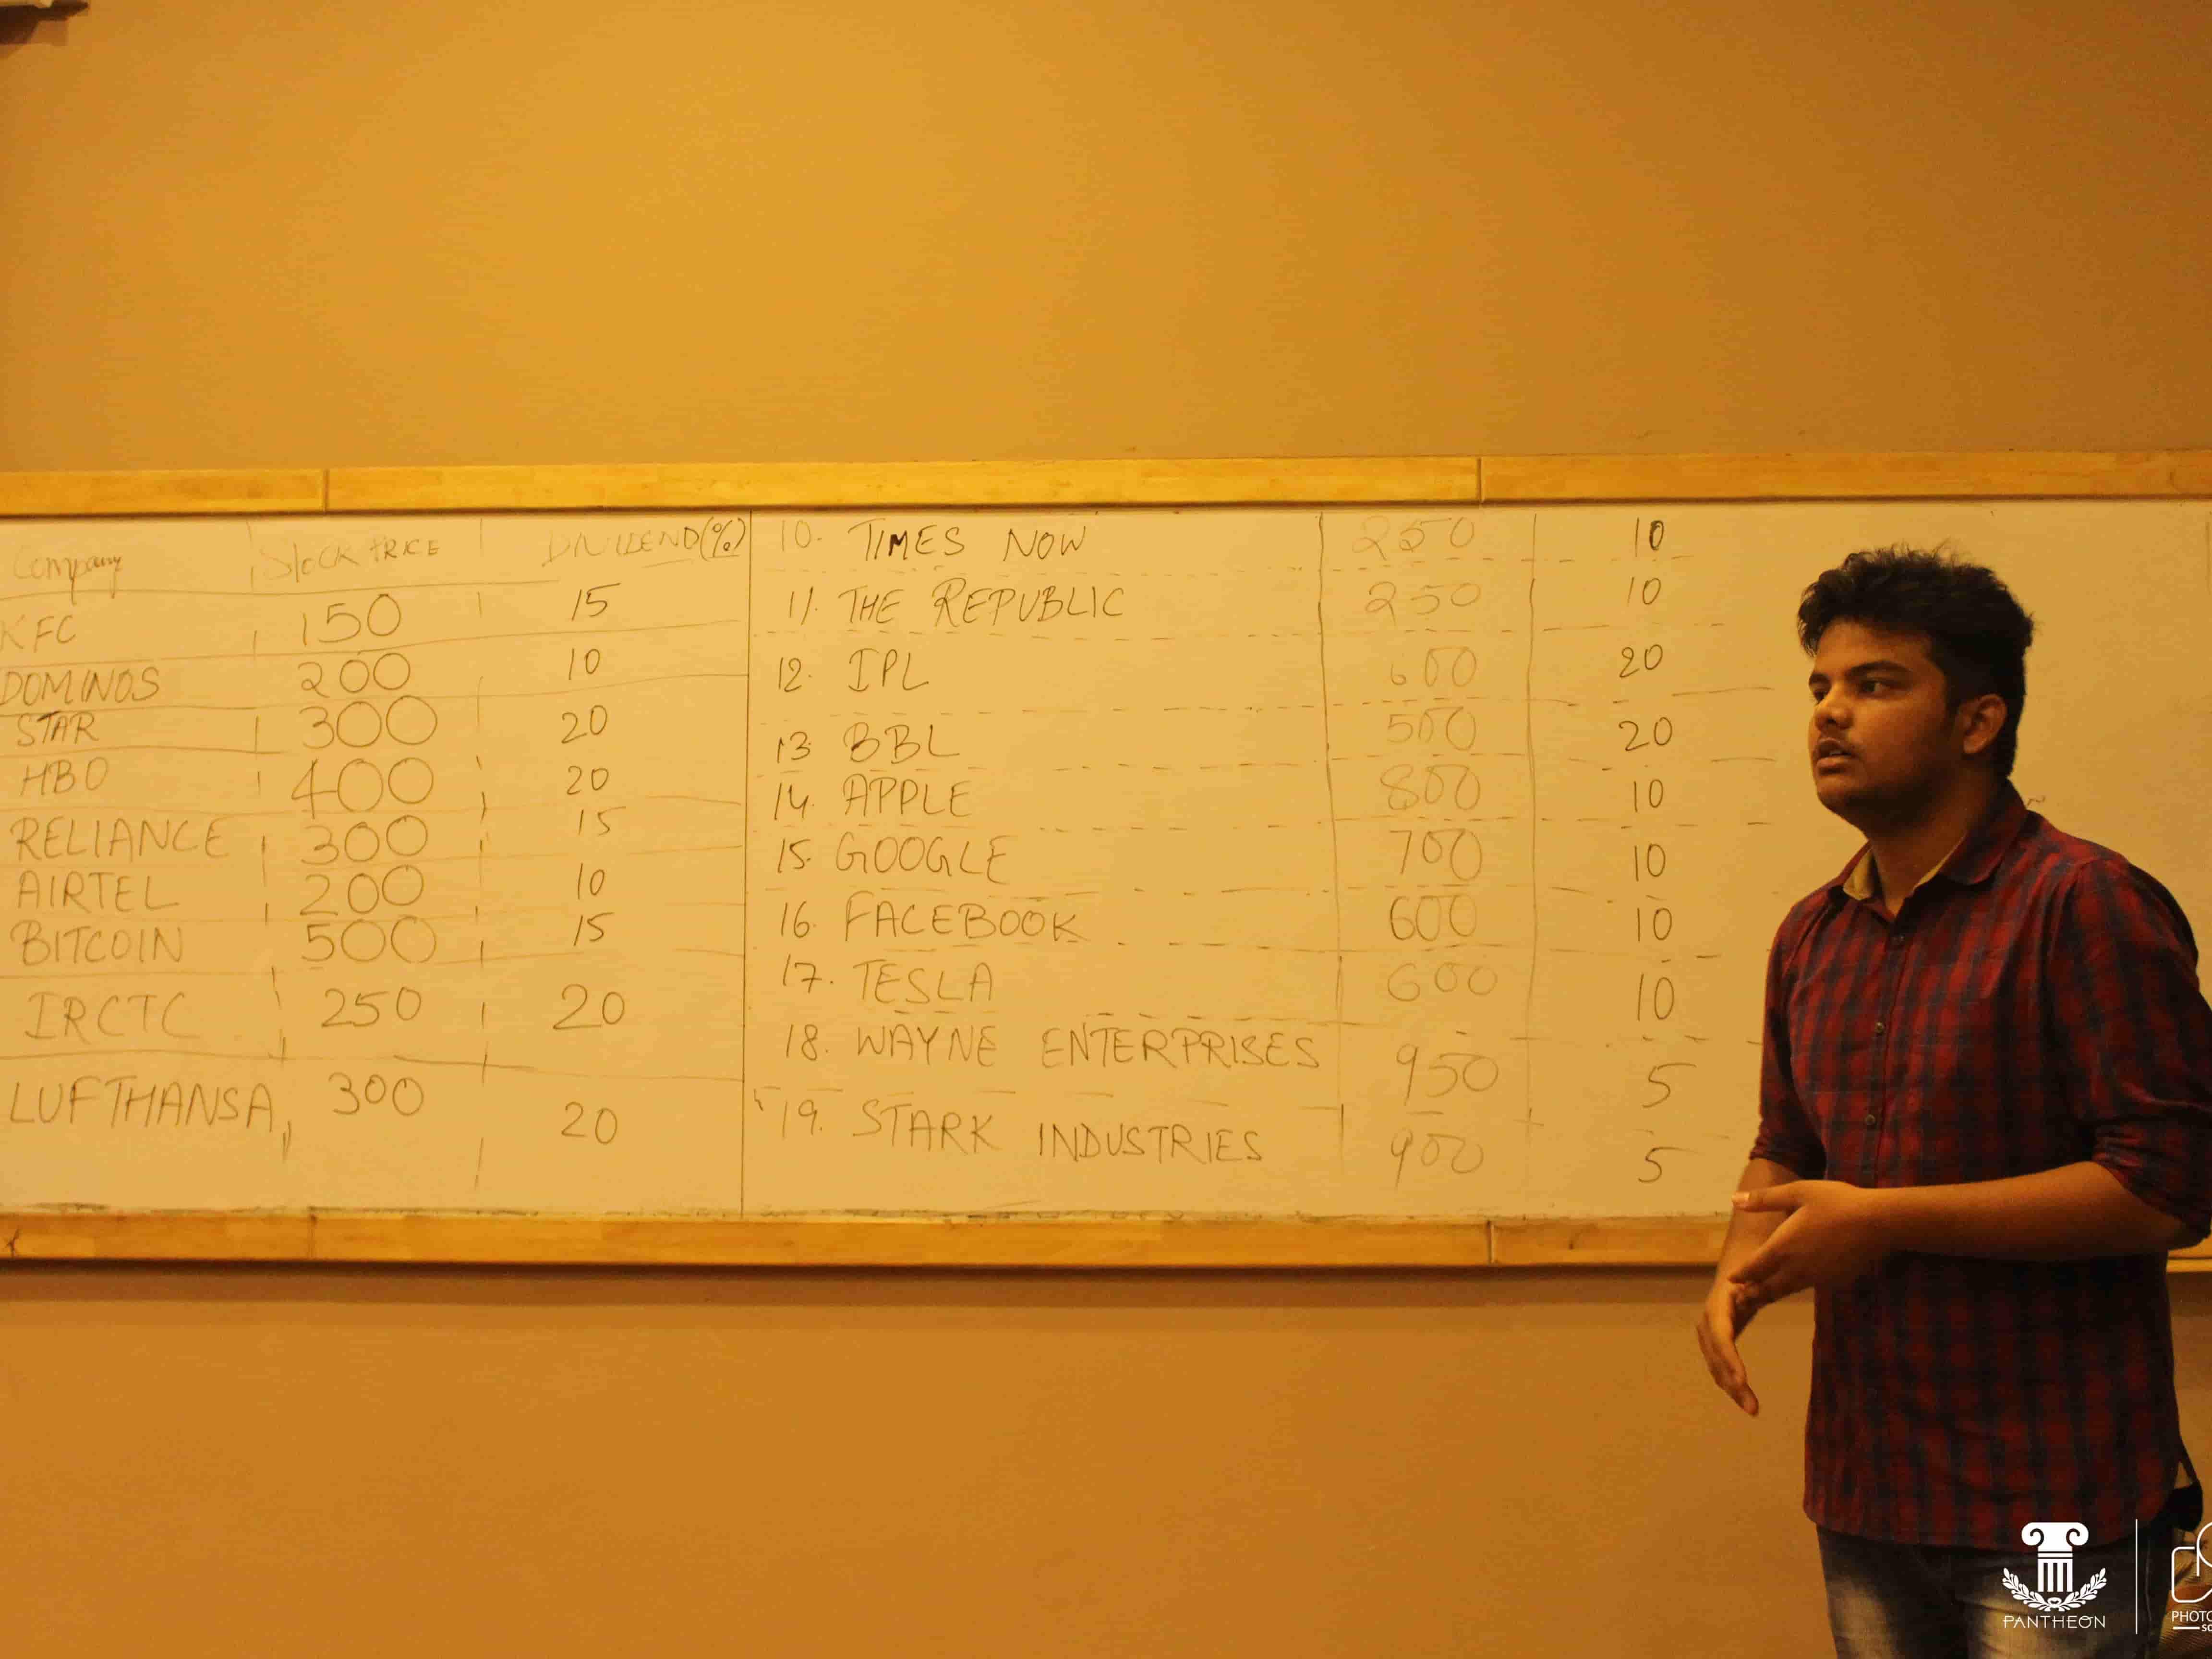 Company Stock PRICE DIVIDEND(%)
KFC 150 15
DOMINOS 200 10
STAR 300 20
HBO 400 20
RELIANCE 300 15
AIRTEL 200 10
BITCOIN 500 15
IRCTC 250 20
LUFTHANSA 300 20
10. TIMES NOW 250 10
11. THE REPUBLIC 250 10
12. IPL 600 20
13. BBL 500 20
14. APPLE 800 10
15. GOOGLE 700 10
16. FACEBOOK 600 10
17. TESLA 600 10
18. WAYNE ENTERPRISES 950 5
19. STARK INDUSTRIES 900 5
PANTHEON